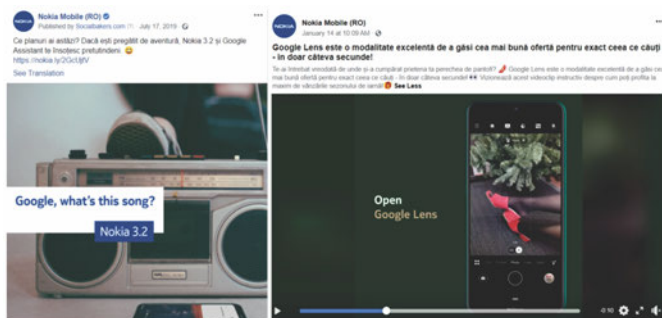 Nokia Mobile (RO)
Published by Socialbakers.com · July 17, 2019 ·
Ce planuri ai astăzi? Dacă ești pregătit de aventură, Nokia 3.2 și Google
Assistant te însoțesc pretutindeni.
https://nokia.ly/2GcUjfV
See Translation
Google, what's this song?
Nokia 3.2
Nokia Mobile (RO)
January 14 at 10:09 AM ·
Google Lens este o modalitate excelentă de a găsi cea mai bună ofertă pentru exact ceea ce cauți
- în doar câteva secunde!
Te-ai întrebat vreodată de unde și-a cumpărat prietena ta perechea de pantofi? Google Lens este o modalitate excelentă de a găsi cea
mai bună ofertă pentru exact ceea ce cauți - în doar câteva secunde! Vizionează acest videoclip instructiv despre cum poți profita la
maxim de vânzările sezonului de iarnă! See Less
Open
Google Lens
-0:10